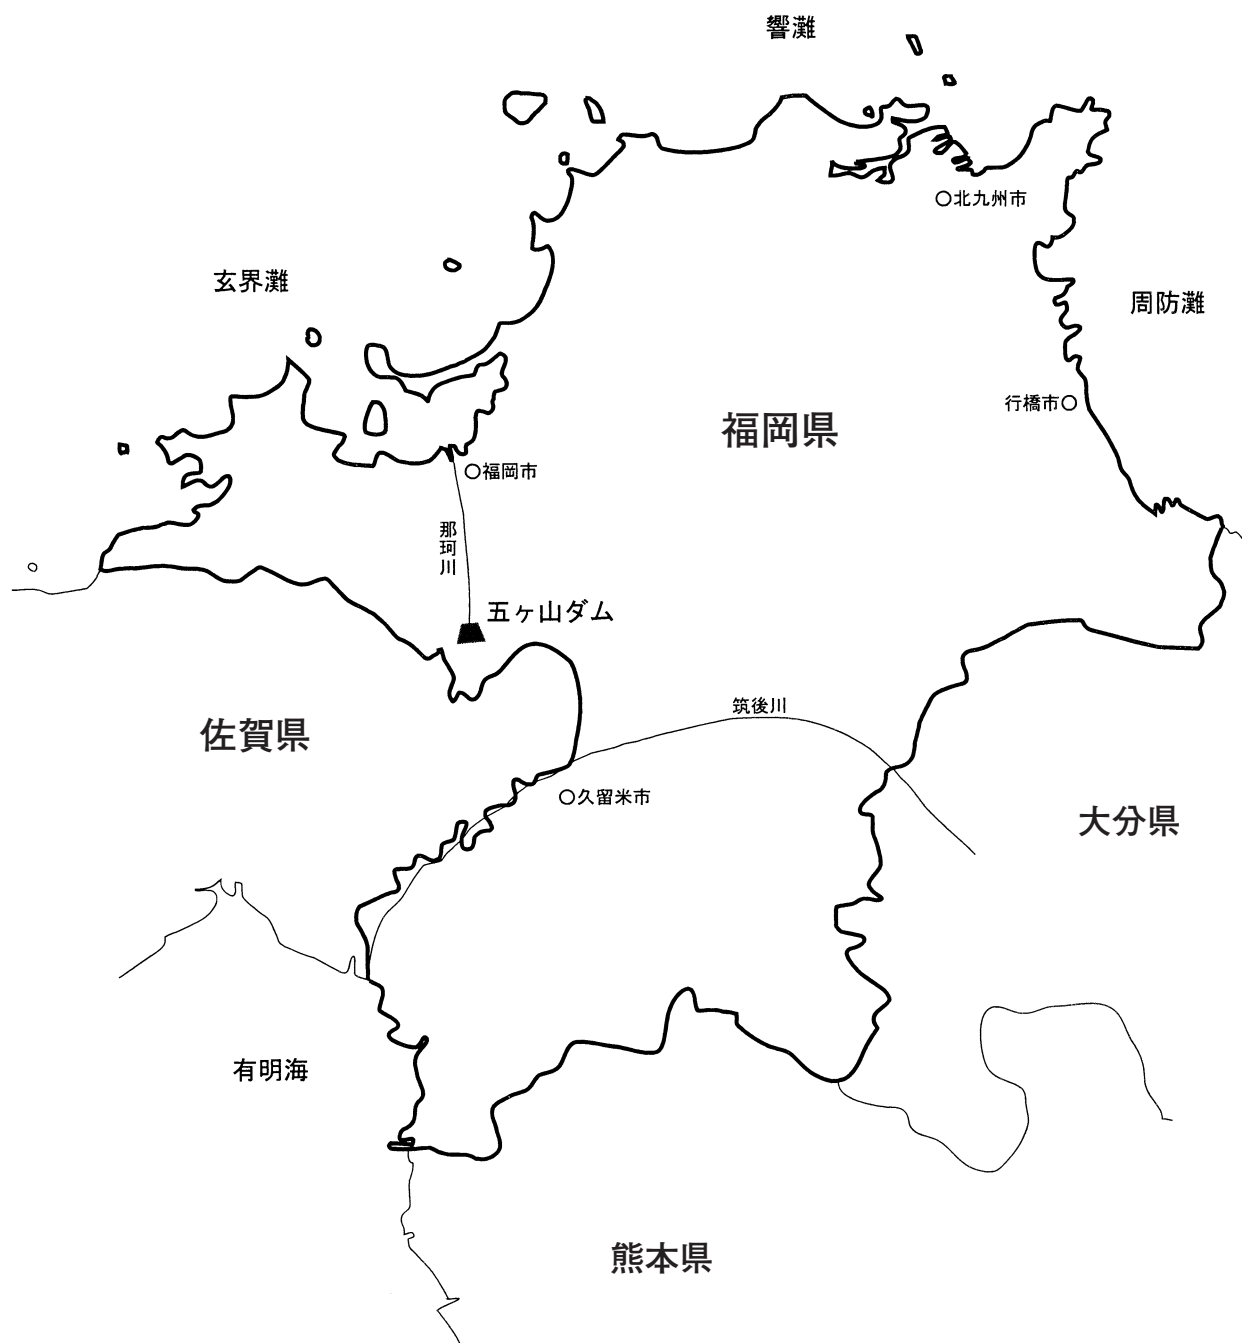 響灘
北九州市
玄界灘
周防灘
行橋市
福岡県
福岡市
那珂川
五ヶ山ダム
筑後川
佐賀県
久留米市
大分県
有明海
熊本県